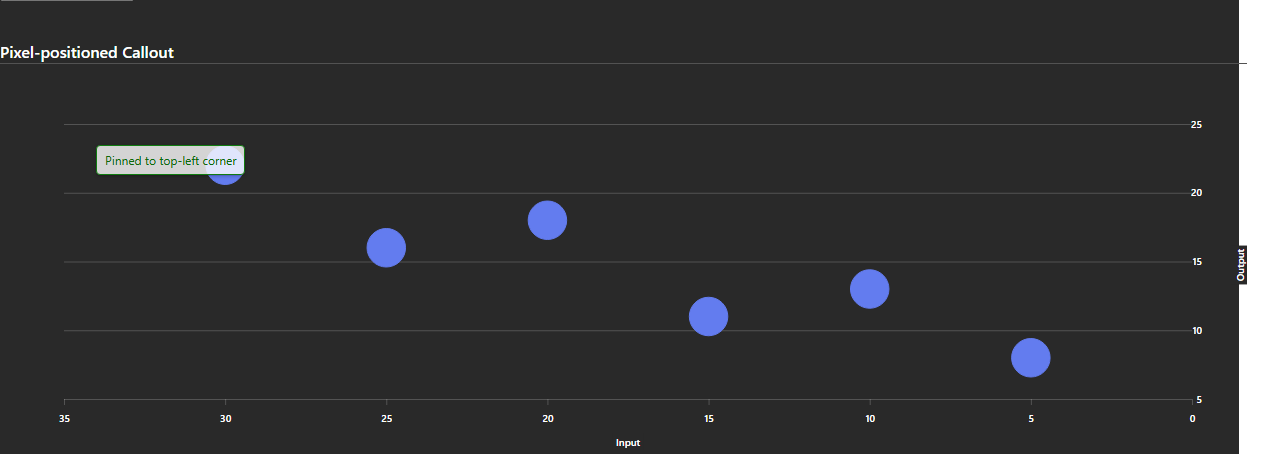 Pixel-positioned Callout
25
Pinned to top-left corner
20
15
Output
10
5
35 30 25 20 15 10 5 0
Input